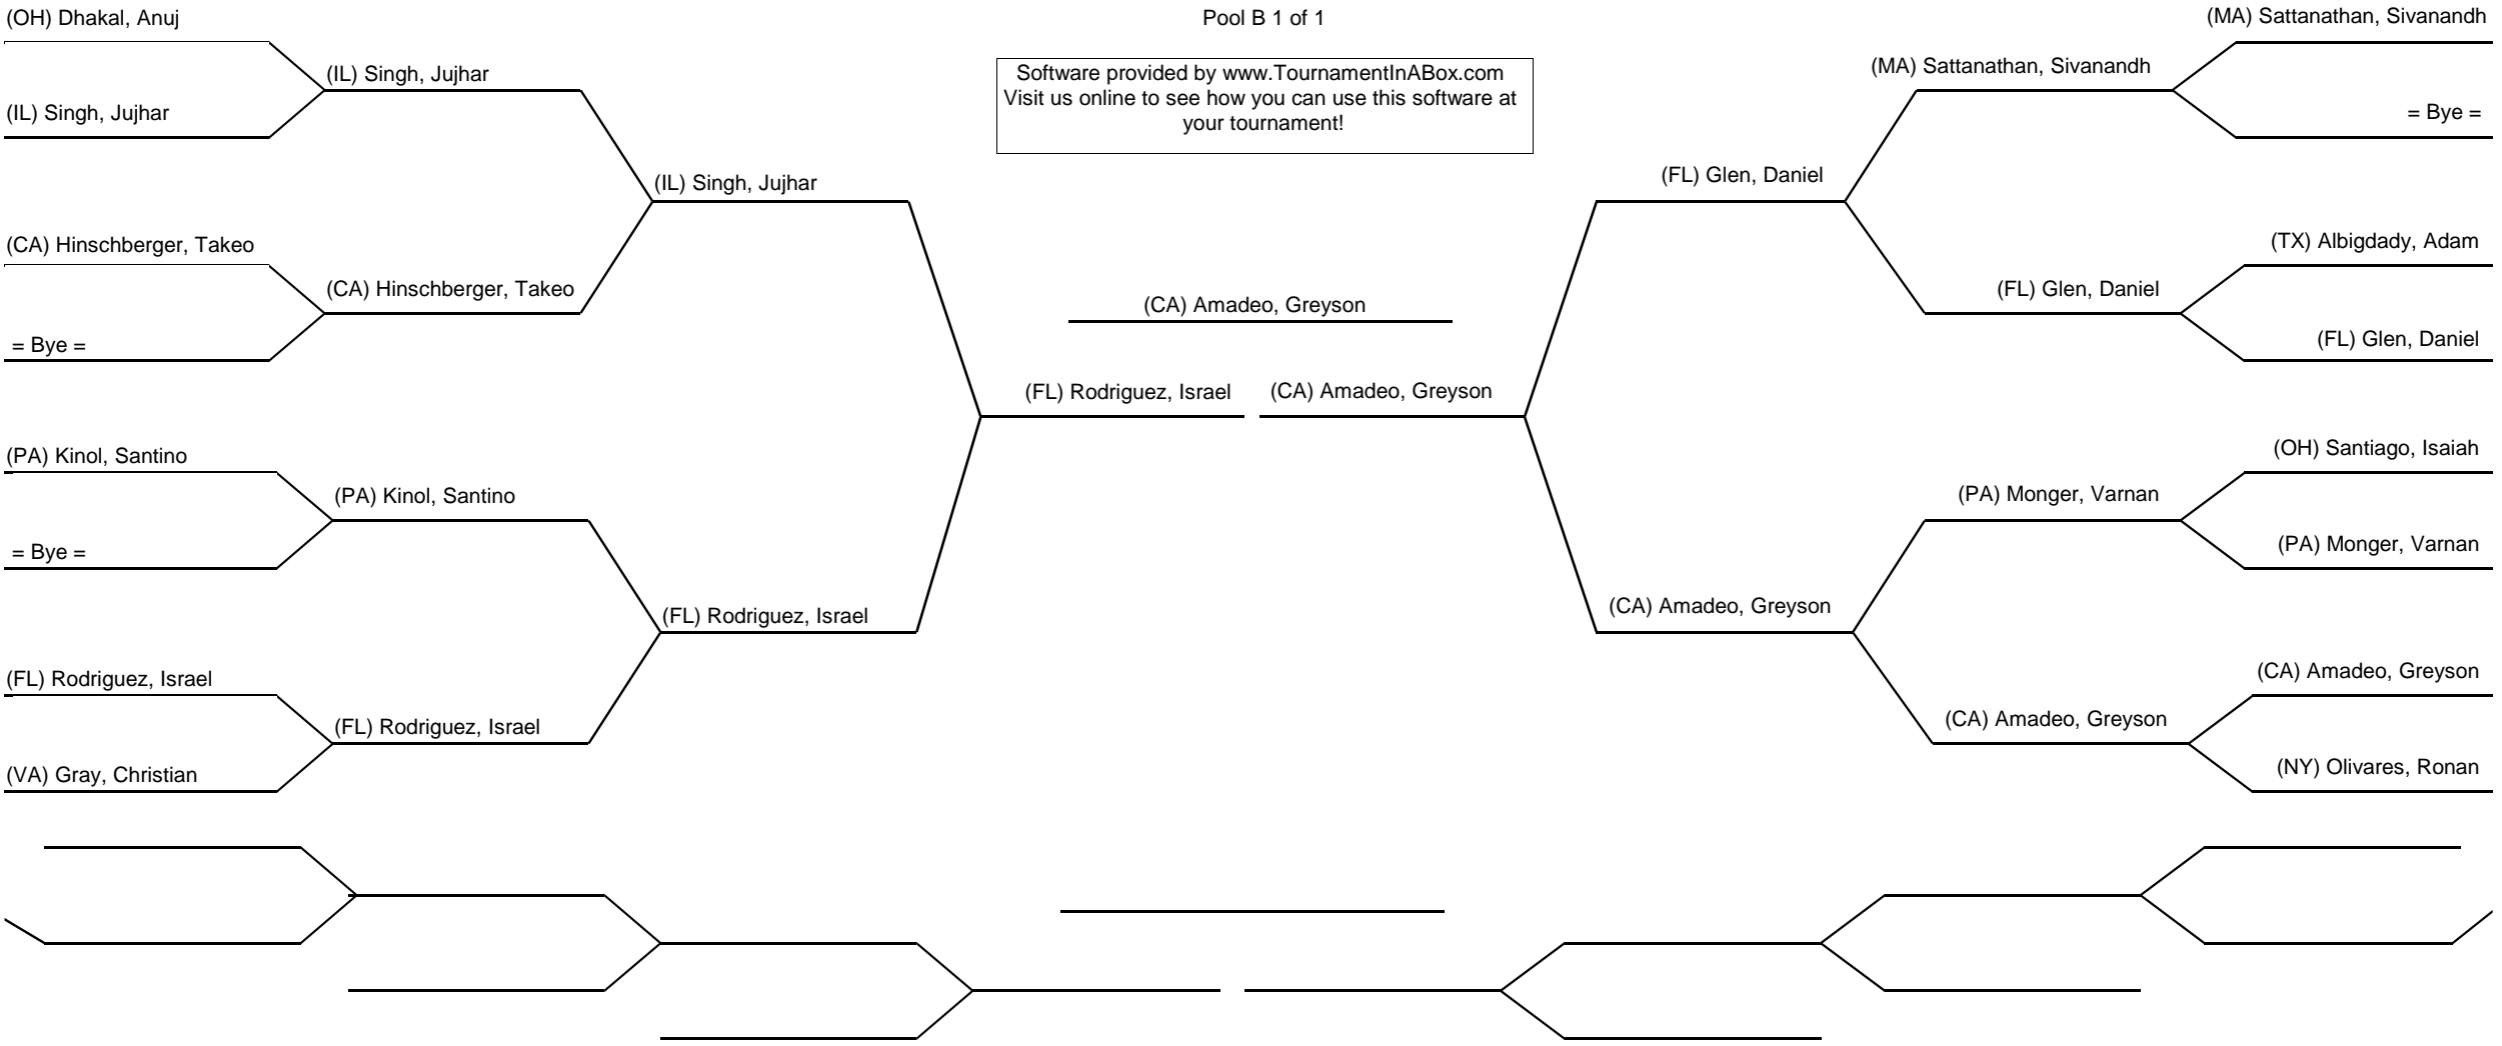 (OH) Dhakal, Anuj
Pool B 1 of 1
(MA) Sattanathan, Sivanandh
(IL) Singh, Jujhar
Software provided by www.TournamentInABox.com
Visit us online to see how you can use this software at
your tournament!
(MA) Sattanathan, Sivanandh
(IL) Singh, Jujhar
= Bye =
(IL) Singh, Jujhar
(FL) Glen, Daniel
(CA) Hinschberger, Takeo
(TX) Albigdady, Adam
(CA) Hinschberger, Takeo
(CA) Amadeo, Greyson
(FL) Glen, Daniel
= Bye =
(FL) Glen, Daniel
(FL) Rodriguez, Israel
(CA) Amadeo, Greyson
(PA) Kinol, Santino
(OH) Santiago, Isaiah
(PA) Kinol, Santino
(PA) Monger, Varnan
= Bye =
(PA) Monger, Varnan
(FL) Rodriguez, Israel
(CA) Amadeo, Greyson
(FL) Rodriguez, Israel
(CA) Amadeo, Greyson
(FL) Rodriguez, Israel
(CA) Amadeo, Greyson
(VA) Gray, Christian
(NY) Olivares, Ronan